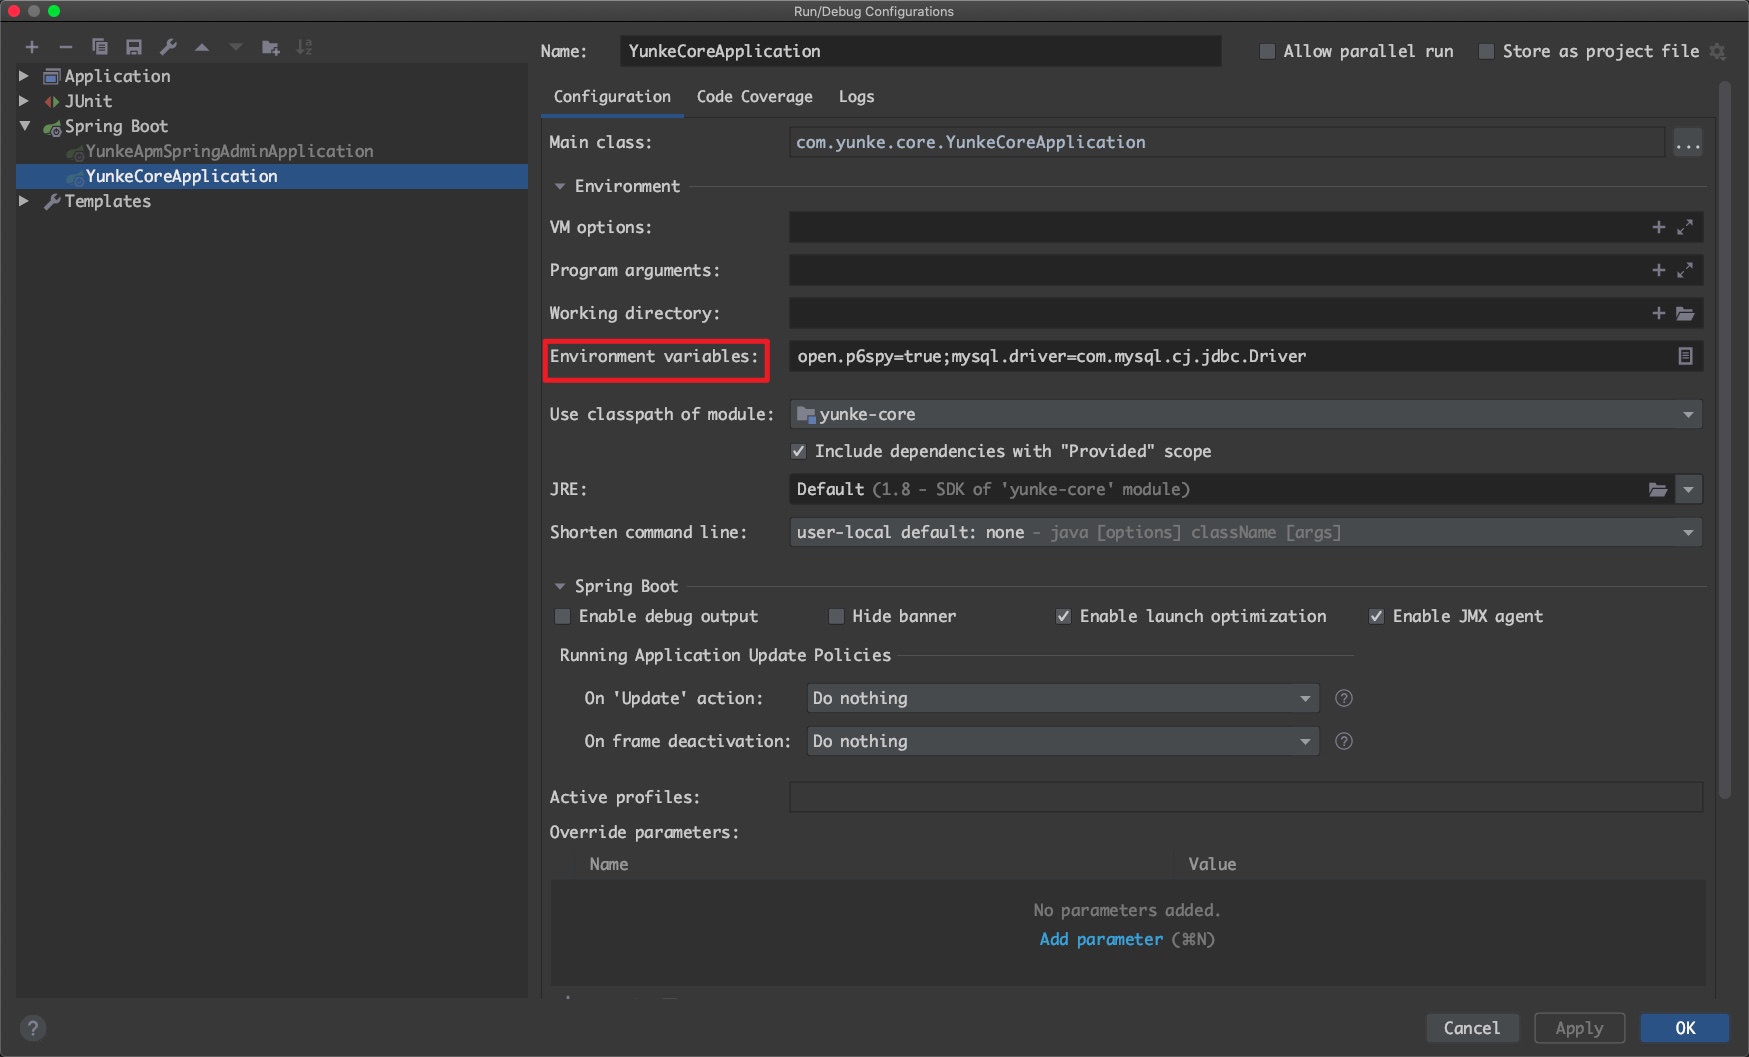 Run/Debug Configurations
Name: YunkeCoreApplication Allow parallel run Store as project file
Application
JUnit
Spring Boot
YunkeApmSpringAdminApplication
YunkeCoreApplication
Templates
Configuration Code Coverage Logs
Main class: com.yunke.core.YunkeCoreApplication ...
Environment
VM options:
Program arguments:
Working directory:
Environment variables: open.p6spy=true;mysql.driver=com.mysql.cj.jdbc.Driver
Use classpath of module: yunke-core
Include dependencies with "Provided" scope
JRE: Default (1.8 - SDK of 'yunke-core' module)
Shorten command line: user-local default: none - java [options] className [args]
Spring Boot
Enable debug output Hide banner Enable launch optimization Enable JMX agent
Running Application Update Policies
On 'Update' action: Do nothing ?
On frame deactivation: Do nothing ?
Active profiles:
Override parameters:
Name Value
No parameters added.
Add parameter (⌘N)
? Cancel Apply OK